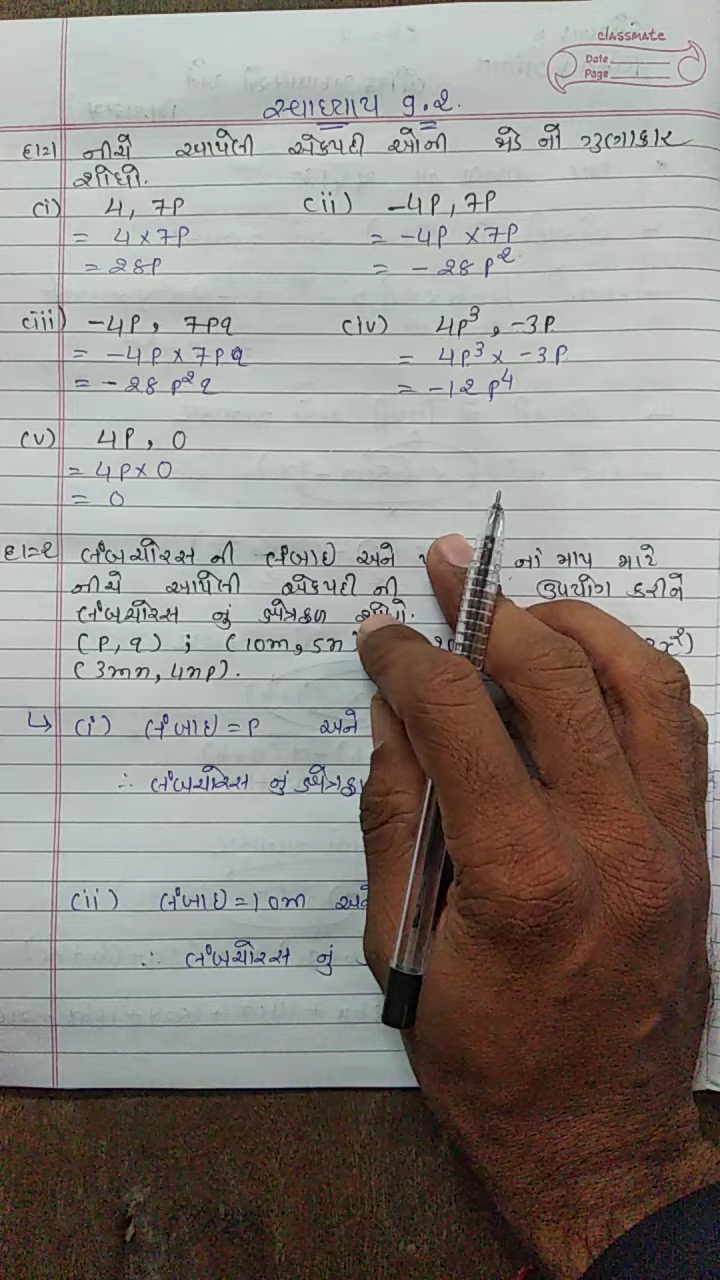 classmate
Date
Page
સ્વાધ્યાય 9.2.
દા=1 નીચે આપેલી એકપદી ઓની જોડ નો ગુણાકાર
શોધો.
(i) 4, 7P (ii) -4P, 7P
= 4 × 7P = -4P × 7P
= 28P = - 28 P²
(iii) -4P, 7Pq (iv) 4P³, -3P
= -4P × 7Pq = 4P³ × -3P
= - 28 P²q = -12 P⁴
(v) 4P, 0
= 4P × 0
= 0
દા=2 લંબચોરસ ની લંબાઇ અને નાં માપ માટે
નીચે આપેલી એકપદી ની ઉપયોગ કરીને
લંબચોરસ નું ક્ષેત્રફળ શોધો.
(P, q) ; (10m, 5n
(3mn, 4np).
↳ (i) લંબાઇ = P અને
∴ લંબચોરસ નું
(ii) લંબાઇ = 10m
∴ લંબચોરસ નું